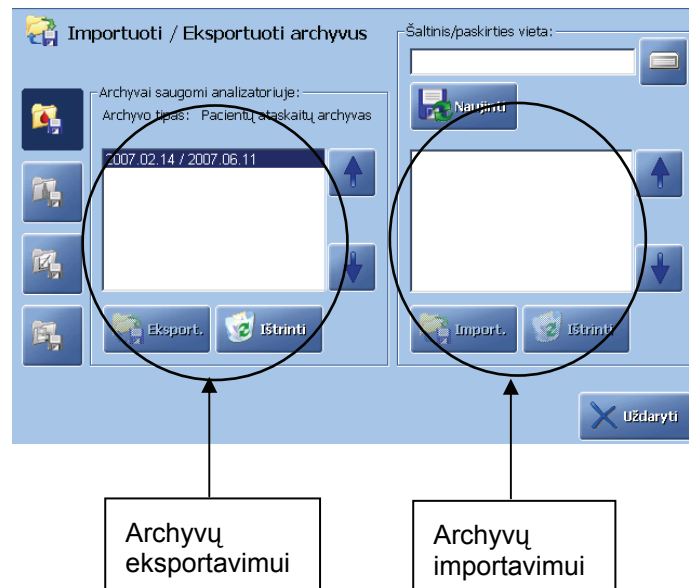 Importuoti / Eksportuoti archyvus
Archyvai saugomi analizatoriuje:
Archyvo tipas: Pacientų ataskaitų archyvas
2007.02.14 / 2007.06.11
Eksport.
Ištrinti
Šaltinis/paskirties vieta:
Naujinti
Import.
Ištrinti
Uždaryti
Archyvų
eksportavimui
Archyvų
importavimui